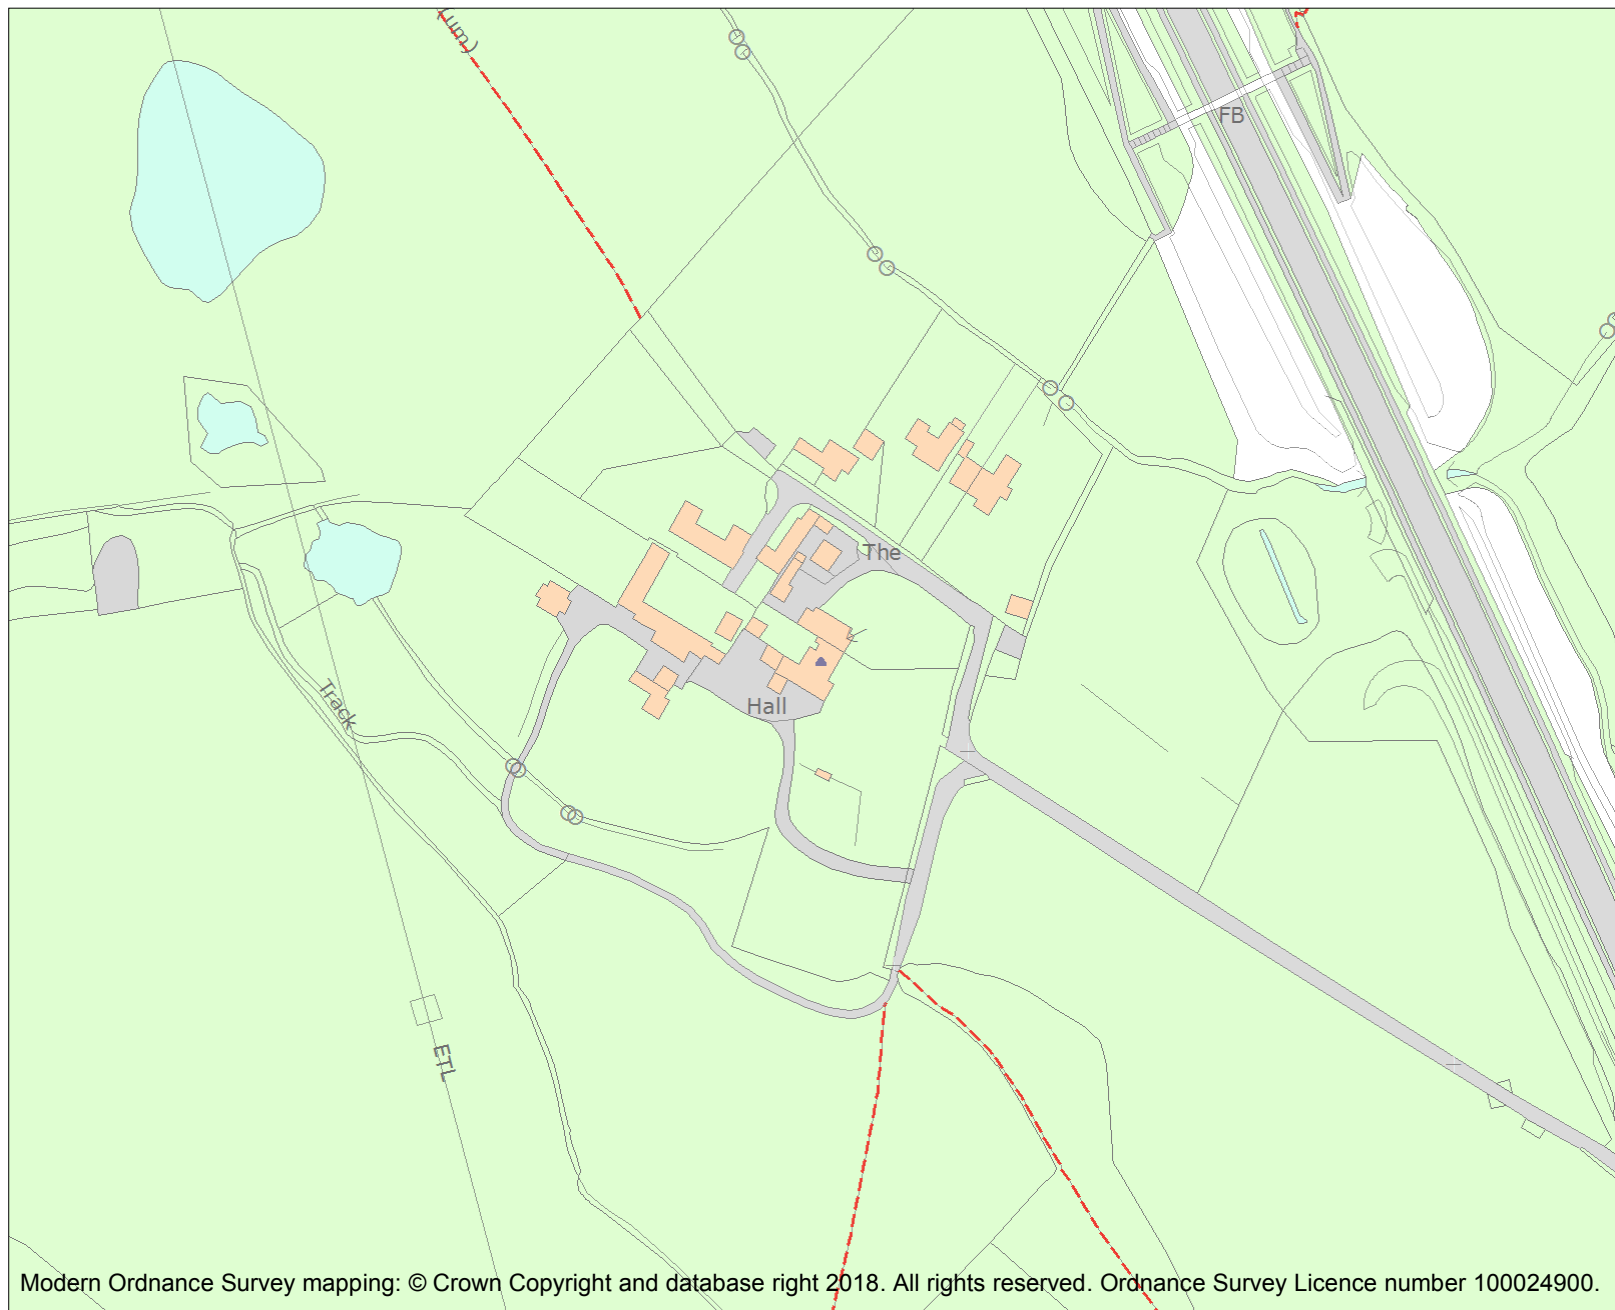 (um)
FB
The
Hall
Track
ETL
Modern Ordnance Survey mapping: © Crown Copyright and database right 2018. All rights reserved. Ordnance Survey Licence number 100024900.